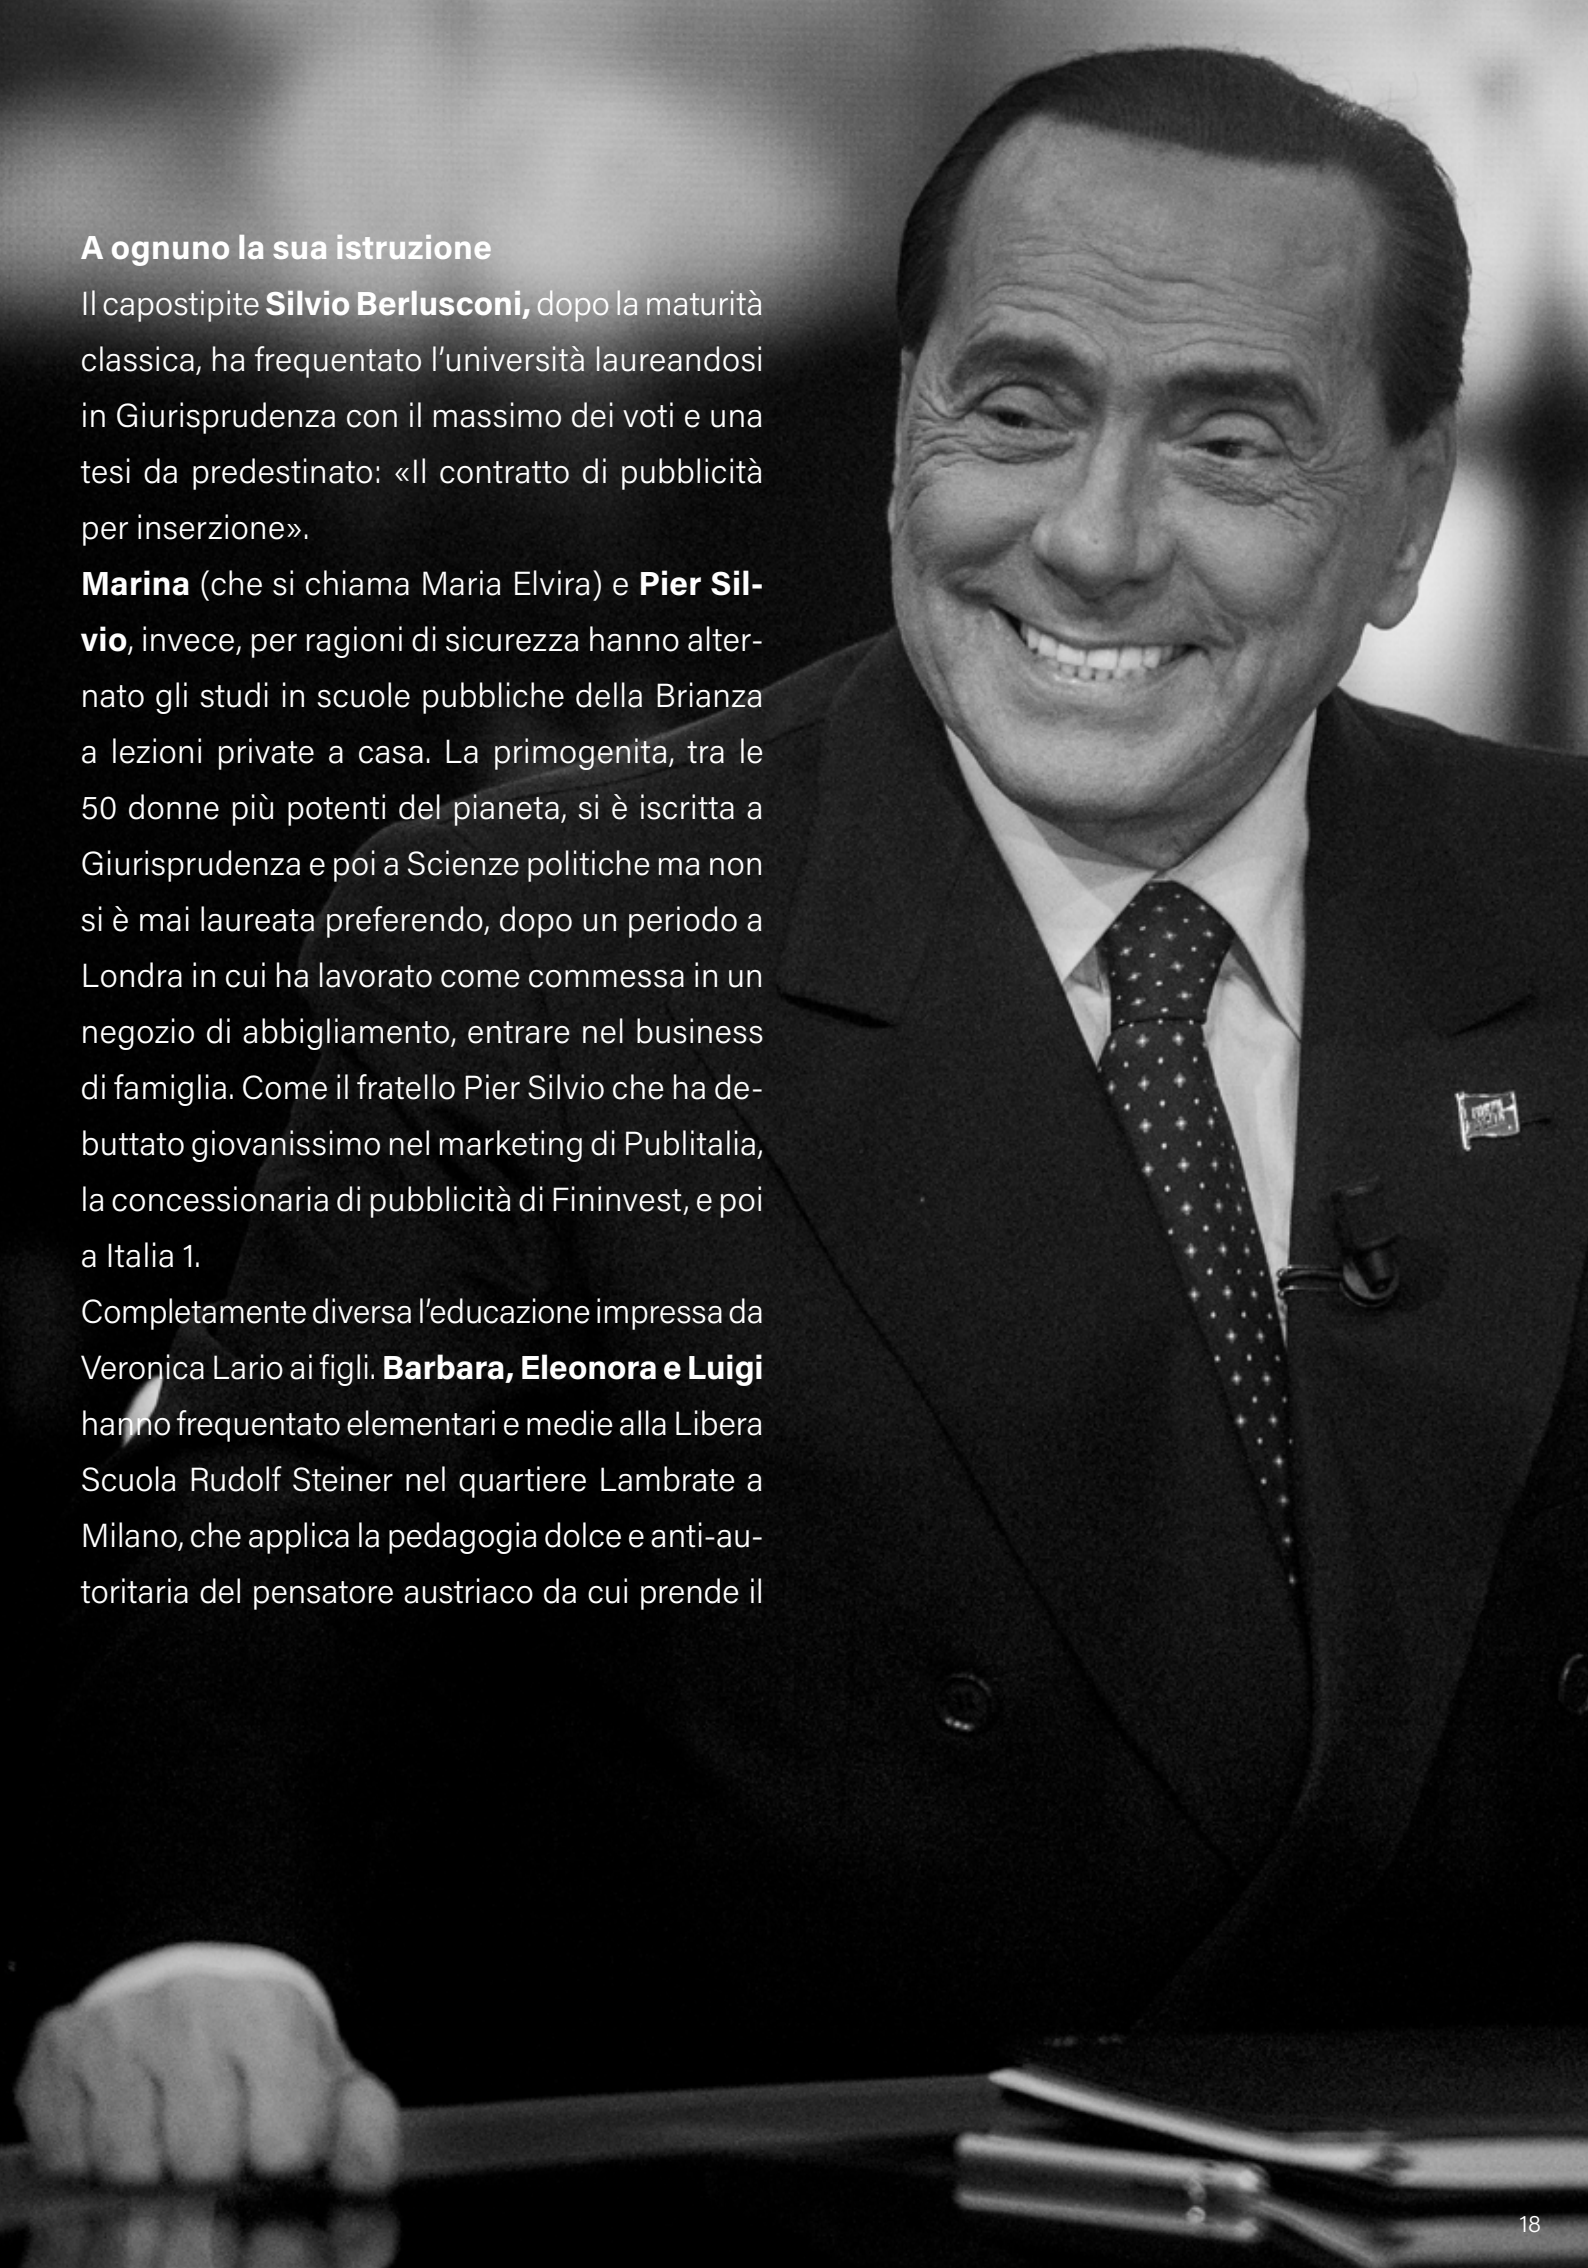 A ognuno la sua istruzione
Il capostipite Silvio Berlusconi, dopo la maturità
classica, ha frequentato l'università laureandosi
in Giurisprudenza con il massimo dei voti e una
tesi da predestinato: «Il contratto di pubblicità
per inserzione».
Marina (che si chiama Maria Elvira) e Pier Sil-
vio, invece, per ragioni di sicurezza hanno alter-
nato gli studi in scuole pubbliche della Brianza
a lezioni private a casa. La primogenita, tra le
50 donne più potenti del pianeta, si è iscritta a
Giurisprudenza e poi a Scienze politiche ma non
si è mai laureata preferendo, dopo un periodo a
Londra in cui ha lavorato come commessa in un
negozio di abbigliamento, entrare nel business
di famiglia. Come il fratello Pier Silvio che ha de-
buttato giovanissimo nel marketing di Publitalia,
la concessionaria di pubblicità di Fininvest, e poi
a Italia 1.
Completamente diversa l'educazione impressa da
Veronica Lario ai figli. Barbara, Eleonora e Luigi
hanno frequentato elementari e medie alla Libera
Scuola Rudolf Steiner nel quartiere Lambrate a
Milano, che applica la pedagogia dolce e anti-au-
toritaria del pensatore austriaco da cui prende il
18